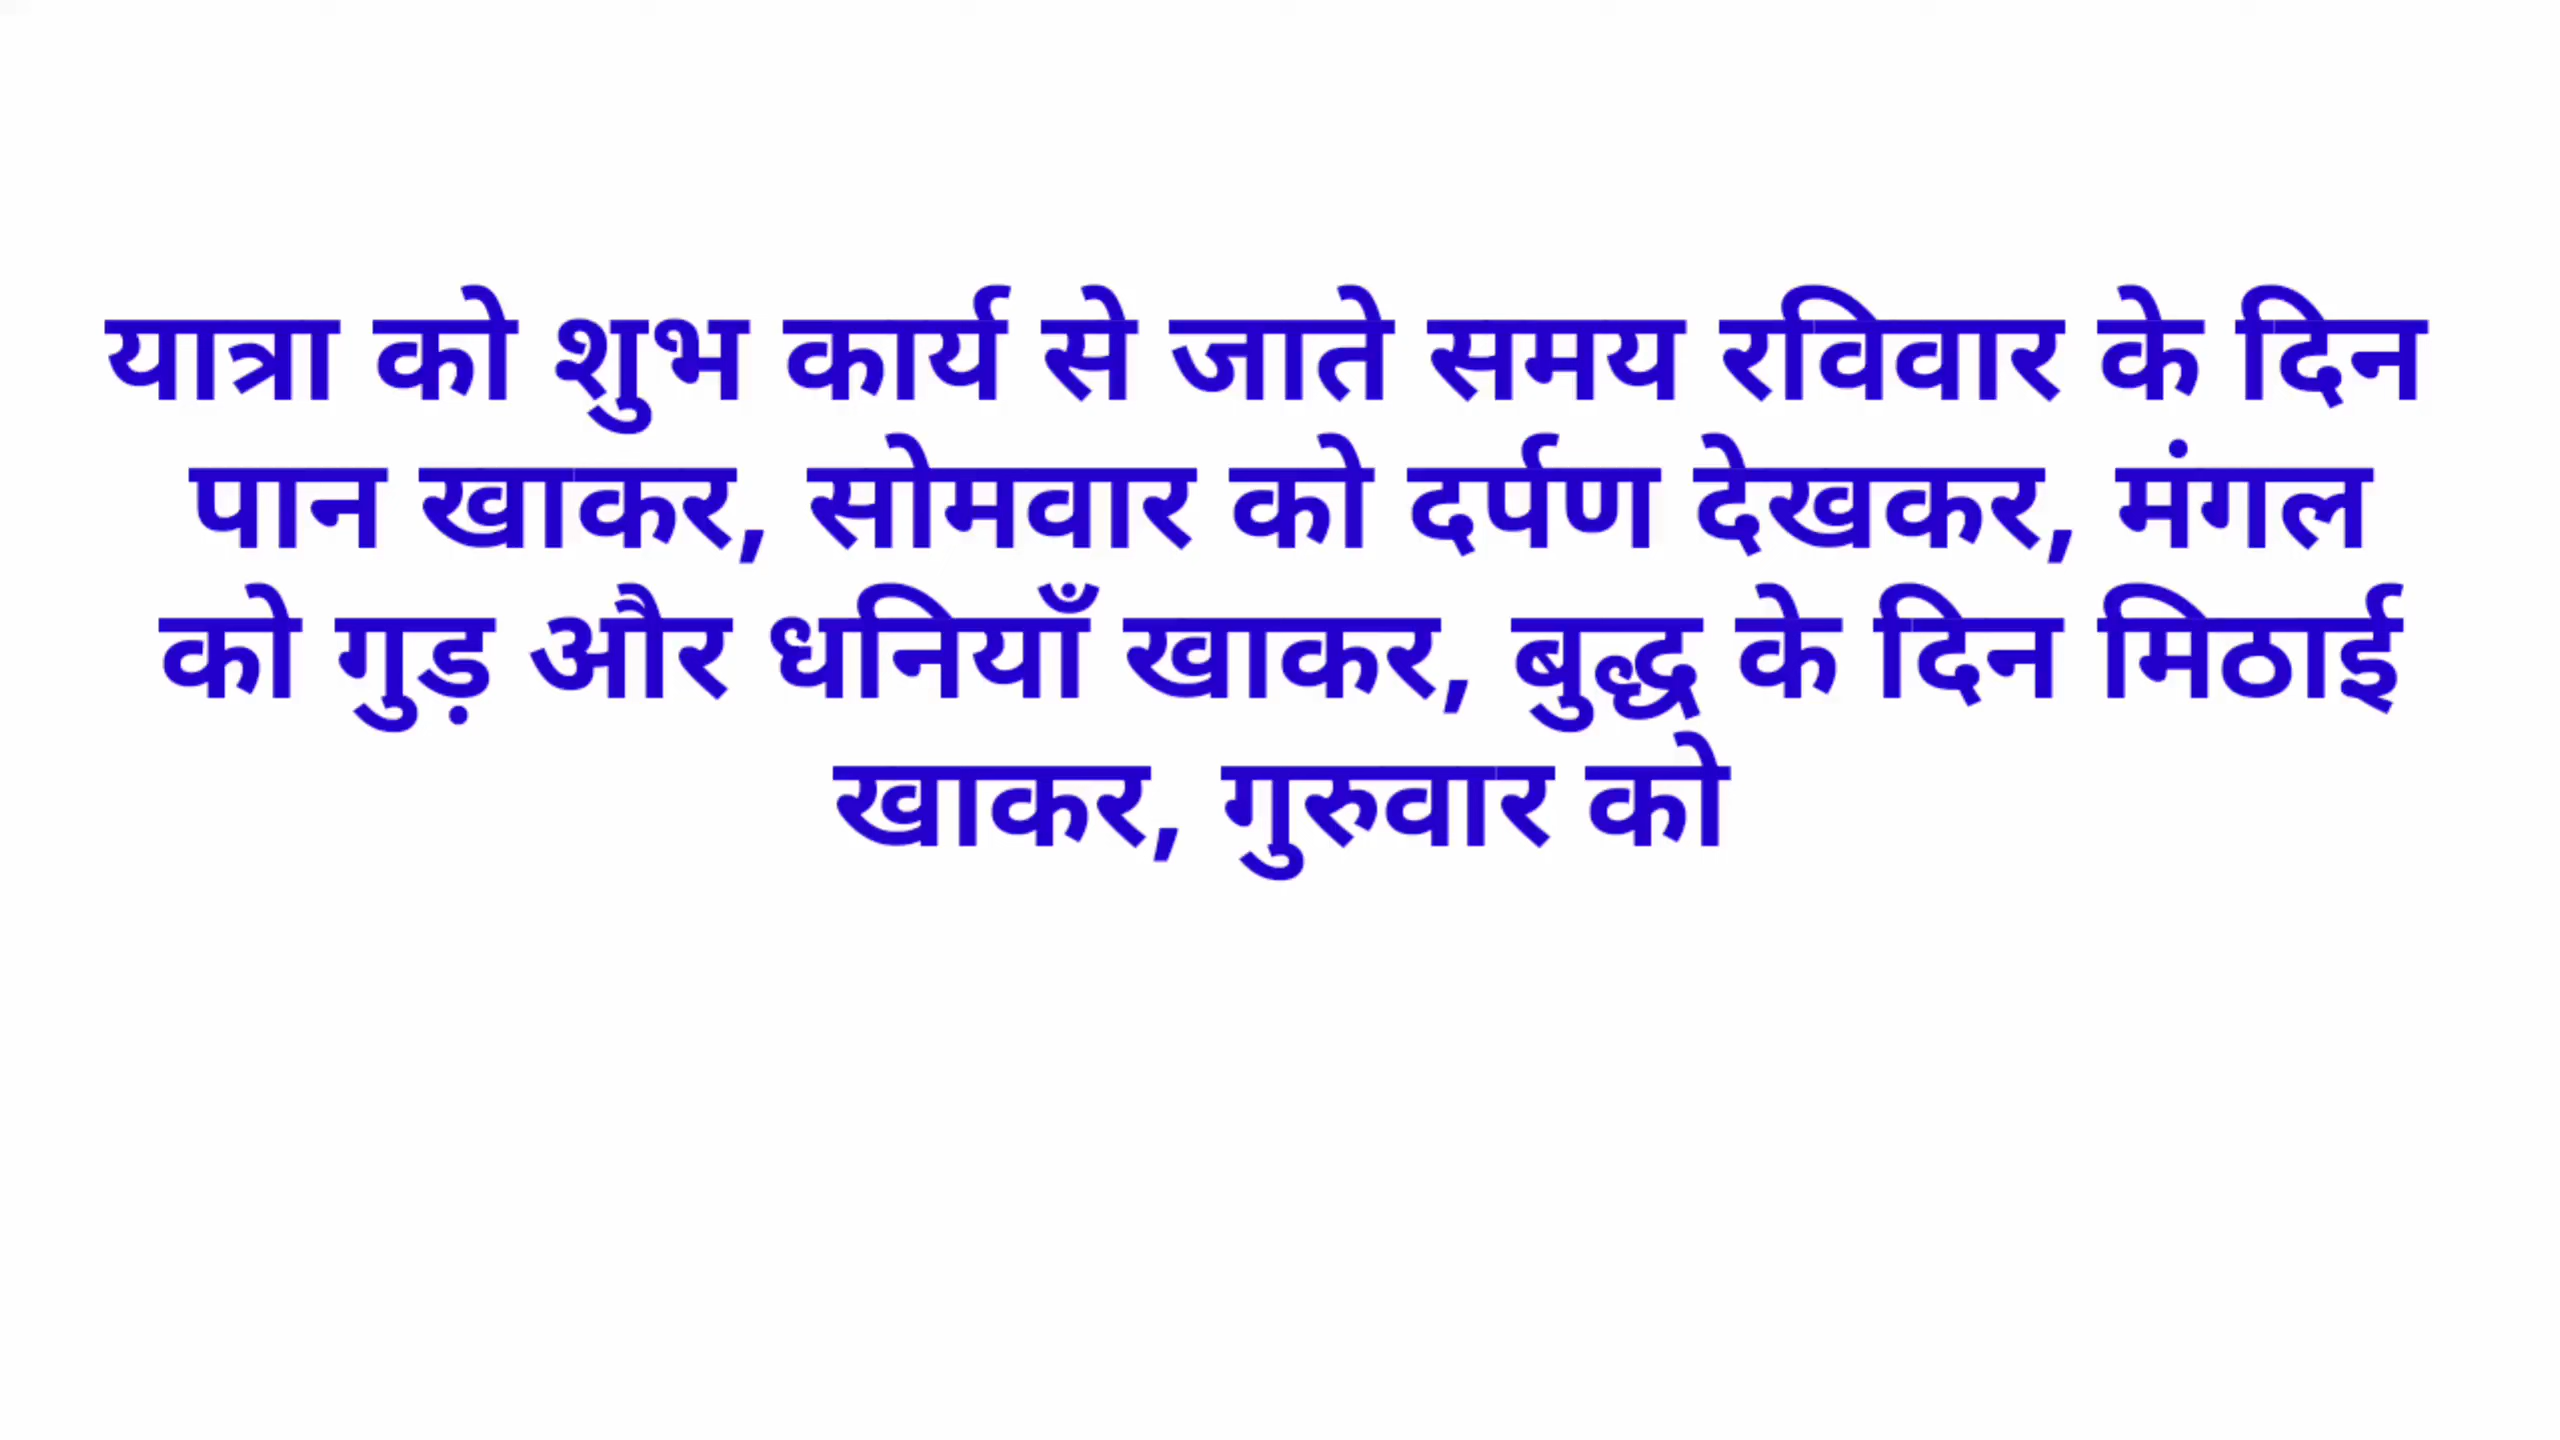 यात्रा को शुभ कार्य से जाते समय रविवार के दिन
पान खाकर, सोमवार को दर्पण देखकर, मंगल
को गुड़ और धनियाँ खाकर, बुद्ध के दिन मिठाई
खाकर, गुरुवार को